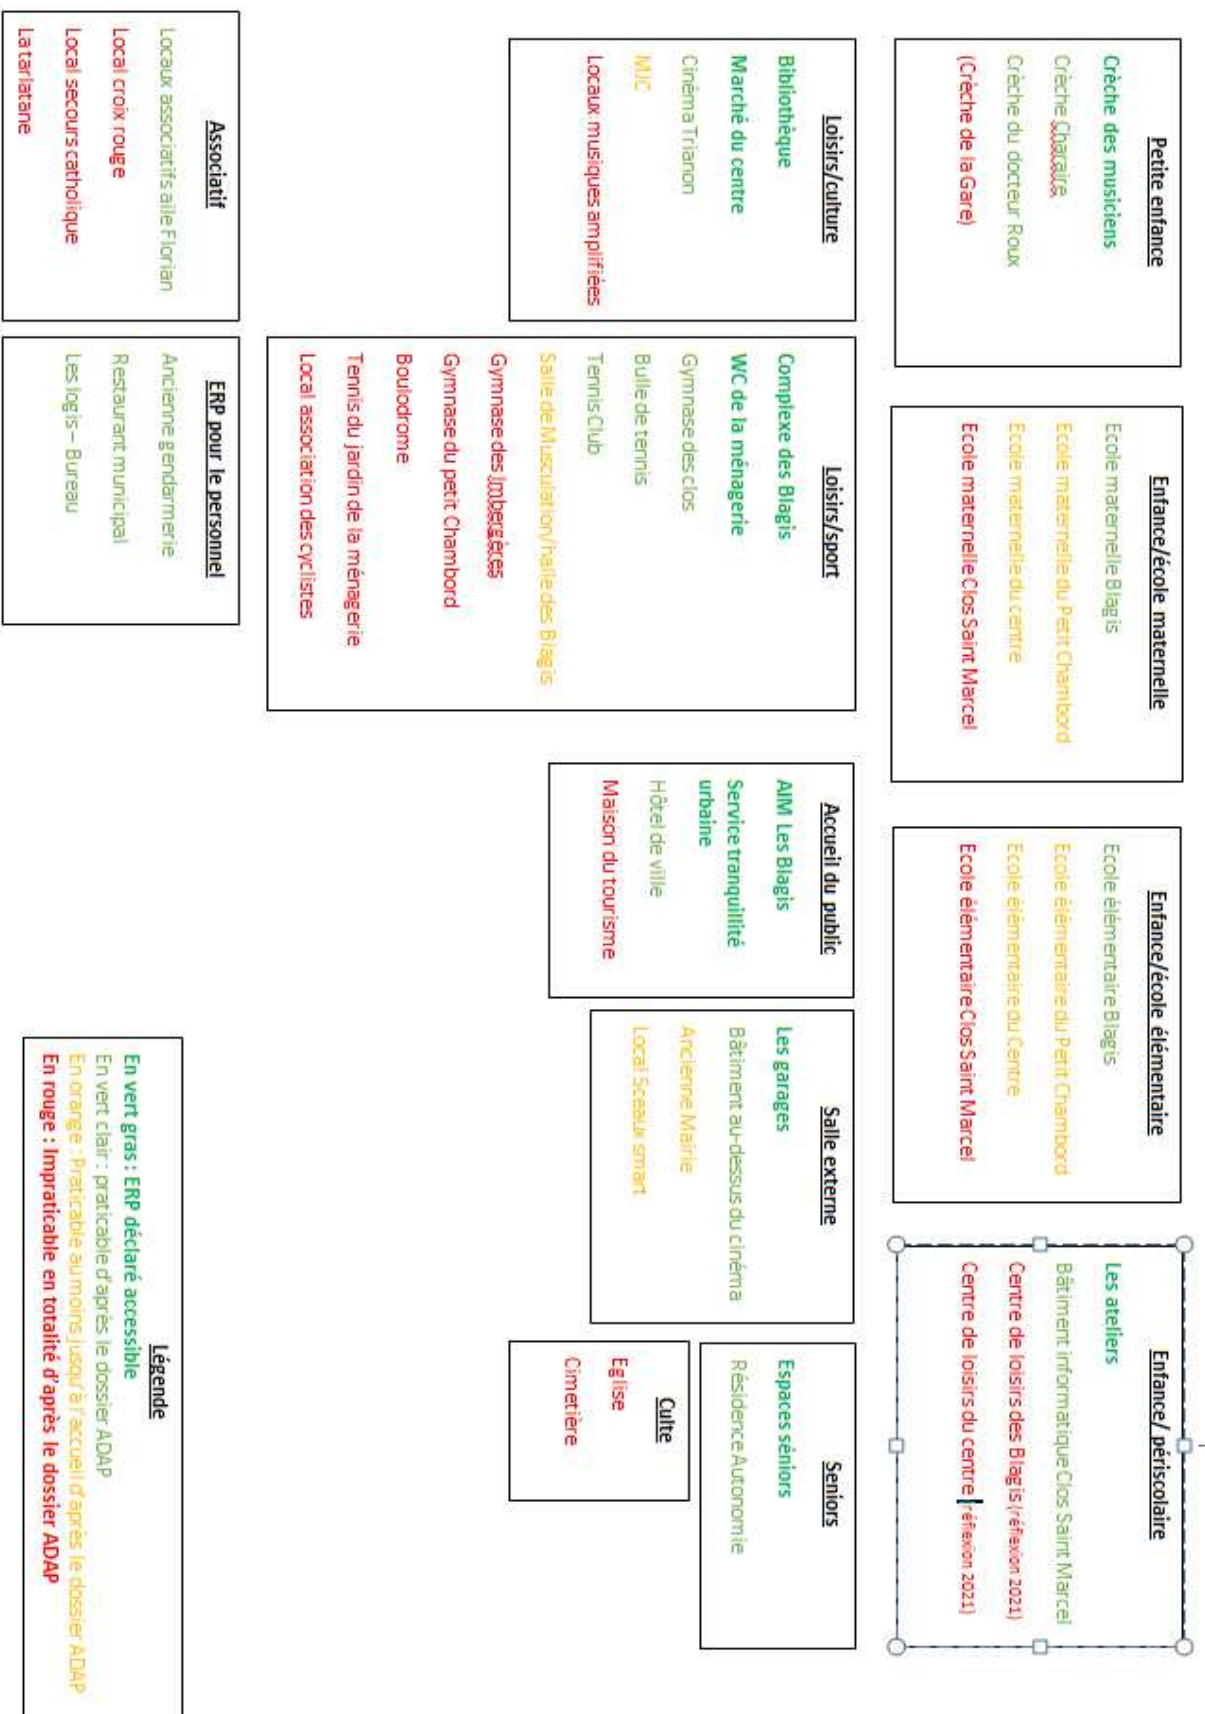 Petite enfance
Crèche des musiciens
Crèche Charaire
Crèche du docteur Roux
(Crèche de la Gare)
Enfance/école maternelle
Ecole maternelle Blagis
Ecole maternelle du Petit Chambord
Ecole maternelle du centre
Ecole maternelle Clos Saint Marcel
Enfance/école élémentaire
Ecole élémentaire Blagis
Ecole élémentaire du Petit Chambord
Ecole élémentaire du Centre
Ecole élémentaire Clos Saint Marcel
Enfance/ périscolaire
Les ateliers
Bâtiment informatique Clos Saint Marcel
Centre de loisirs des Blagis (réflexion 2021)
Centre de loisirs du centre (réflexion 2021)
Loisirs/culture
Bibliothèque
Marché du centre
Cinéma Trianon
MJC
Locaux musiques amplifiées
Loisirs/sport
Complexe des Blagis
WC de la ménagerie
Gymnase des clos
Bulle de tennis
Tennis Club
Salle de Musculation/halle des Blagis
Gymnase des Imbergères
Gymnase du petit Chambord
Boulodrome
Tennis du jardin de la ménagerie
Local association des cyclistes
Accueil du public
AIM Les Blagis
Service tranquillité
urbaine
Hôtel de ville
Maison du tourisme
Salle externe
Les garages
Bâtiment au-dessus du cinéma
Ancienne Mairie
Local Sceaux smart
Seniors
Espaces séniors
Résidence Autonomie
Culte
Eglise
Cimetière
Associatif
Locaux associatifs aile Florian
Local croix rouge
Local secours catholique
La tarlatane
ERP pour le personnel
Ancienne gendarmerie
Restaurant municipal
Les logis – Bureau
Légende
En vert gras : ERP déclaré accessible
En vert clair : praticable d'après le dossier ADAP
En orange : Praticable au moins jusqu'à l'accueil d'après le dossier ADAP
En rouge : Impraticable en totalité d'après le dossier ADAP